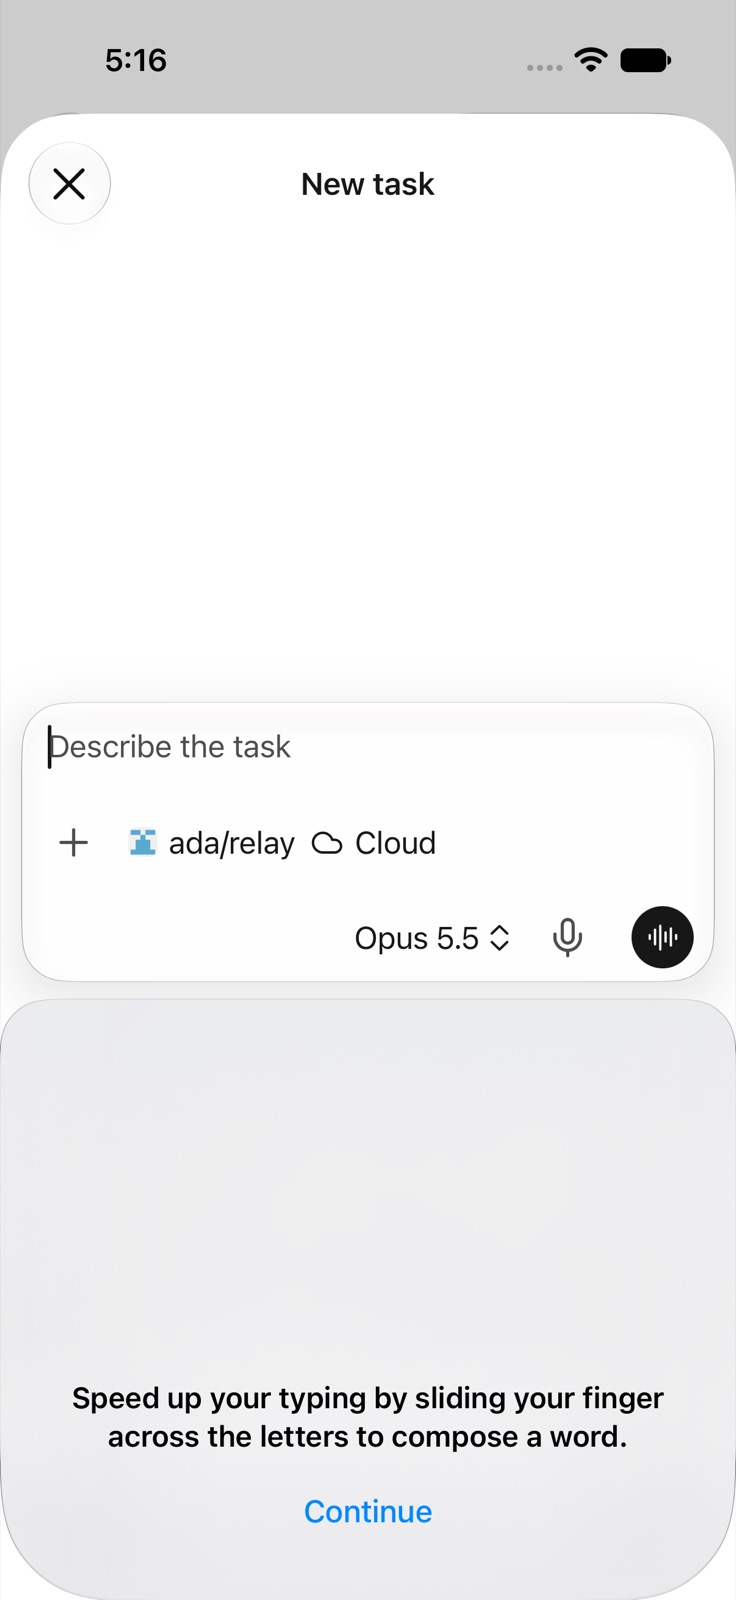 5:16
New task
Describe the task
ada/relay Cloud
Opus 5.5
Speed up your typing by sliding your finger
across the letters to compose a word.
Continue